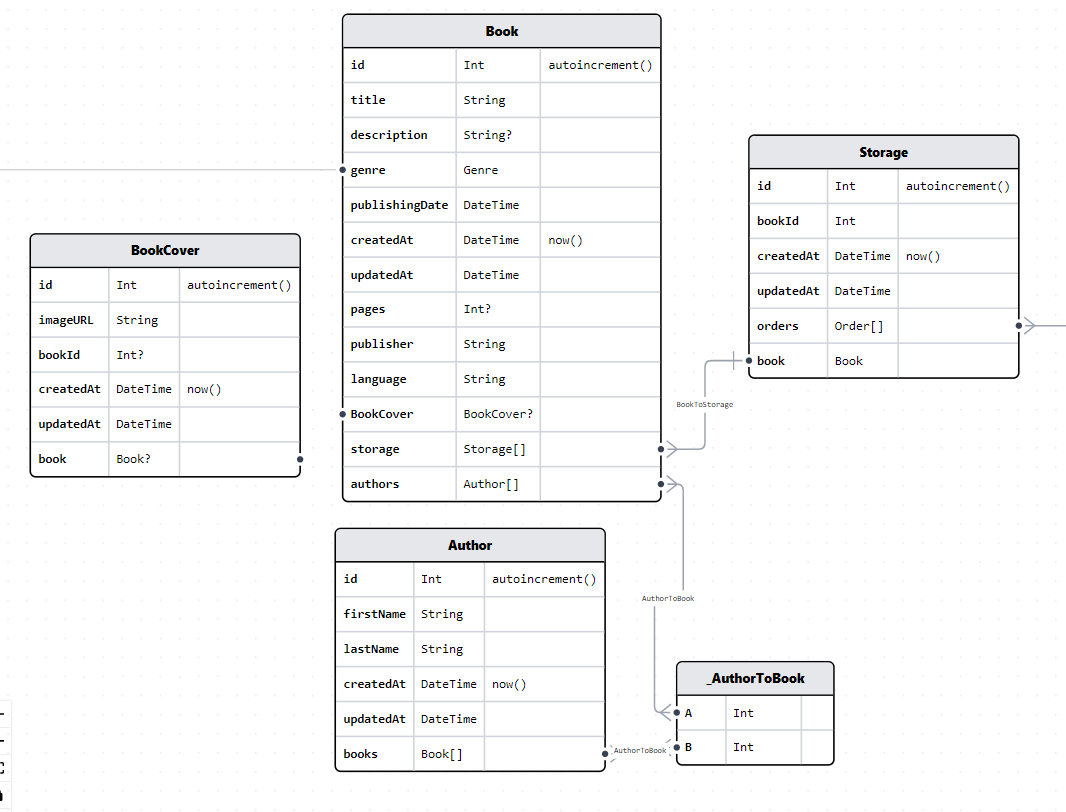 Book
id Int autoincrement()
title String
description String?
genre Genre
publishingDate DateTime
createdAt DateTime now()
updatedAt DateTime
pages Int?
publisher String
language String
BookCover BookCover?
storage Storage[]
authors Author[]
Storage
id Int autoincrement()
bookId Int
createdAt DateTime now()
updatedAt DateTime
orders Order[]
book Book
BookToStorage
BookCover
id Int autoincrement()
imageURL String
bookId Int?
createdAt DateTime now()
updatedAt DateTime
book Book?
Author
id Int autoincrement()
firstName String
lastName String
createdAt DateTime now()
updatedAt DateTime
books Book[]
AuthorToBook
_AuthorToBook
A Int
B Int
AuthorToBook